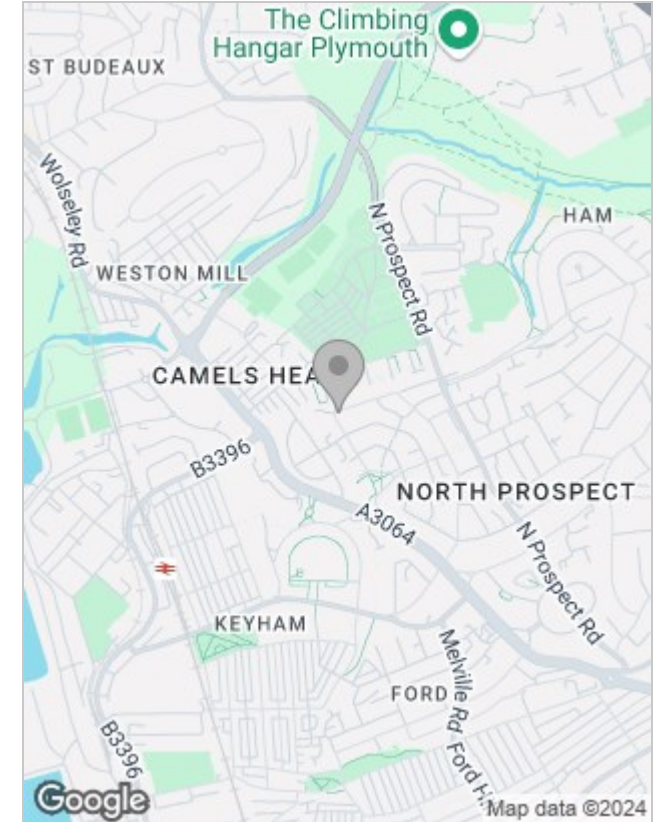 The Climbing
Hangar Plymouth
ST BUDEAUX
Wolseley Rd
HAM
N Prospect Rd
WESTON MILL
CAMELS HEA
B3396
NORTH PROSPECT
A3064
N Prospect Rd
KEYHAM
Melville Rd
FORD
B3396
Ford H
Google
Map data ©2024